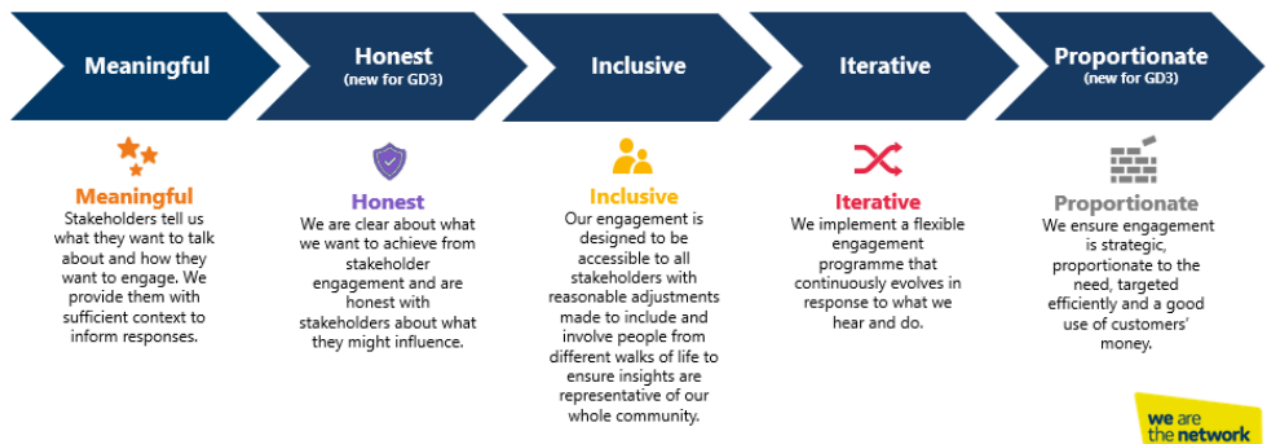 Meaningful
Honest
(new for GD3)
Inclusive
Iterative
Proportionate
(new for GD3)
Meaningful
Stakeholders tell us
what they want to talk
about and how they
want to engage. We
provide them with
sufficient context to
inform responses.
Honest
We are clear about what
we want to achieve from
stakeholder
engagement and are
honest with
stakeholders about what
they might influence.
Inclusive
Our engagement is
designed to be
accessible to all
stakeholders with
reasonable adjustments
made to include and
involve people from
different walks of life to
ensure insights are
representative of our
whole community.
Iterative
We implement a flexible
engagement
programme that
continuously evolves in
response to what we
hear and do.
Proportionate
We ensure engagement
is strategic,
proportionate to the
need, targeted
efficiently and a good
use of customers'
money.
we are
the network